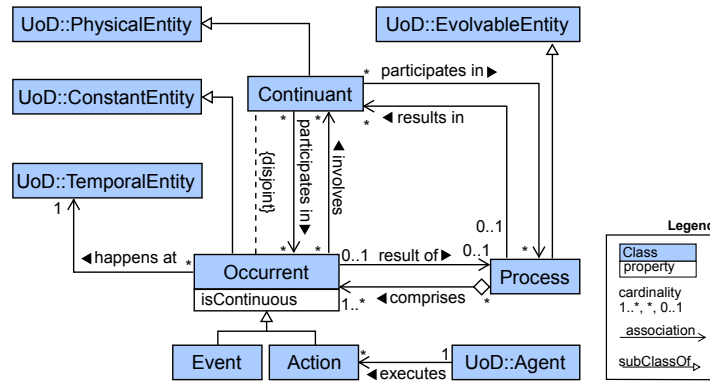 UoD::PhysicalEntity
UoD::EvolvableEntity
UoD::ConstantEntity
Continuant
* participates in ▶
*
◀ results in
*
* *
participates in ▶
◀ involves
{disjoint}
UoD::TemporalEntity
1
◀ happens at *
* *
0..1 result of ▶ 0..1
0..1
*
Occurrent
isContinuous
Process
1..* ◀ comprises *
Event
Action
* 1
◀ executes
UoD::Agent
Legend
Class
property
cardinality
1..*, *, 0..1
association
subClassOf